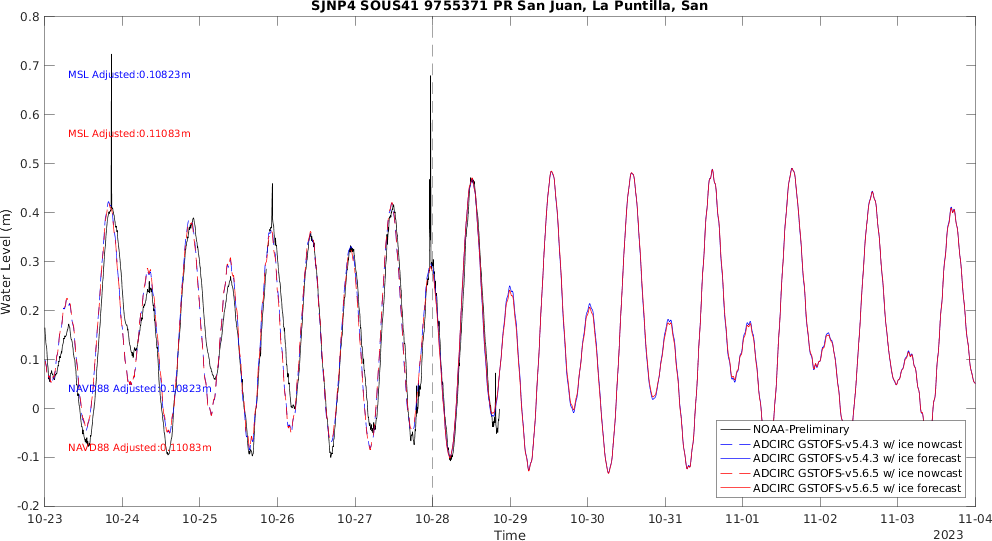 SJNP4 SOUS41 9755371 PR San Juan, La Puntilla, San
0.8
0.7
MSL Adjusted:0.10823m
0.6
MSL Adjusted:0.11083m
0.5
0.4
0.3
Water Level (m)
0.2
0.1
NAVD88 Adjusted:0.10823m
0
NAVD88 Adjusted:0.11083m
-0.1
-0.2
NOAA-Preliminary
ADCIRC GSTOFS-v5.4.3 w/ ice nowcast
ADCIRC GSTOFS-v5.4.3 w/ ice forecast
ADCIRC GSTOFS-v5.6.5 w/ ice nowcast
ADCIRC GSTOFS-v5.6.5 w/ ice forecast
10-23 10-24 10-25 10-26 10-27 10-28 10-29 10-30 10-31 11-01 11-02 11-03 11-04
Time
2023